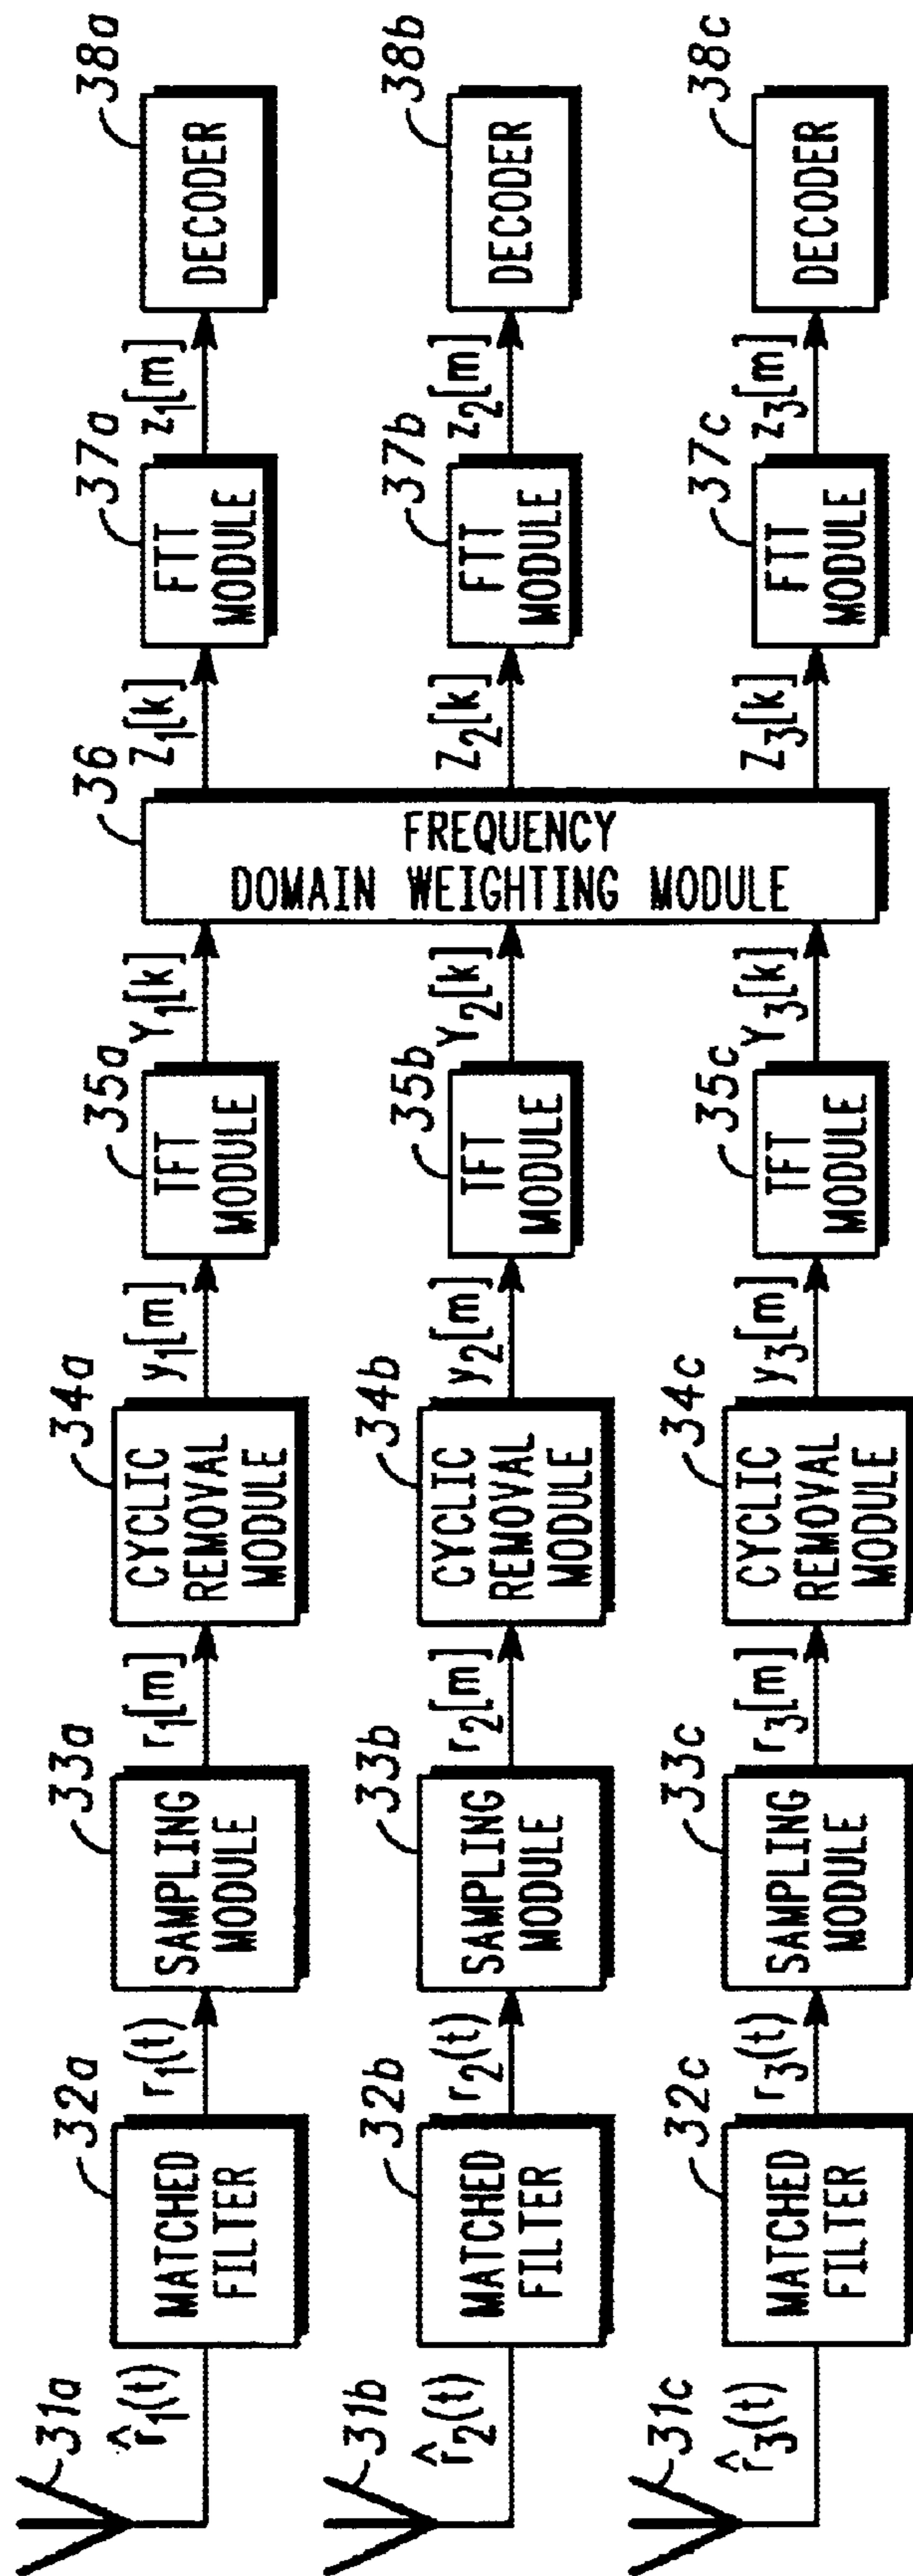 31a
r̂1(t)
32a
MATCHED
FILTER
r1(t)
33a
SAMPLING
MODULE
r1[m]
34a
CYCLIC
REMOVAL
MODULE
y1[m]
35a
TFT
MODULE
Y1[k]
36
FREQUENCY
DOMAIN WEIGHTING MODULE
Z1[k]
37a
FTT
MODULE
z1[m]
38a
DECODER
31b
r̂2(t)
32b
MATCHED
FILTER
r2(t)
33b
SAMPLING
MODULE
r2[m]
34b
CYCLIC
REMOVAL
MODULE
y2[m]
35b
TFT
MODULE
Y2[k]
Z2[k]
37b
FTT
MODULE
z2[m]
38b
DECODER
31c
r̂3(t)
32c
MATCHED
FILTER
r3(t)
33c
SAMPLING
MODULE
r3[m]
34c
CYCLIC
REMOVAL
MODULE
y3[m]
35c
TFT
MODULE
Y3[k]
Z3[k]
37c
FTT
MODULE
z3[m]
38c
DECODER